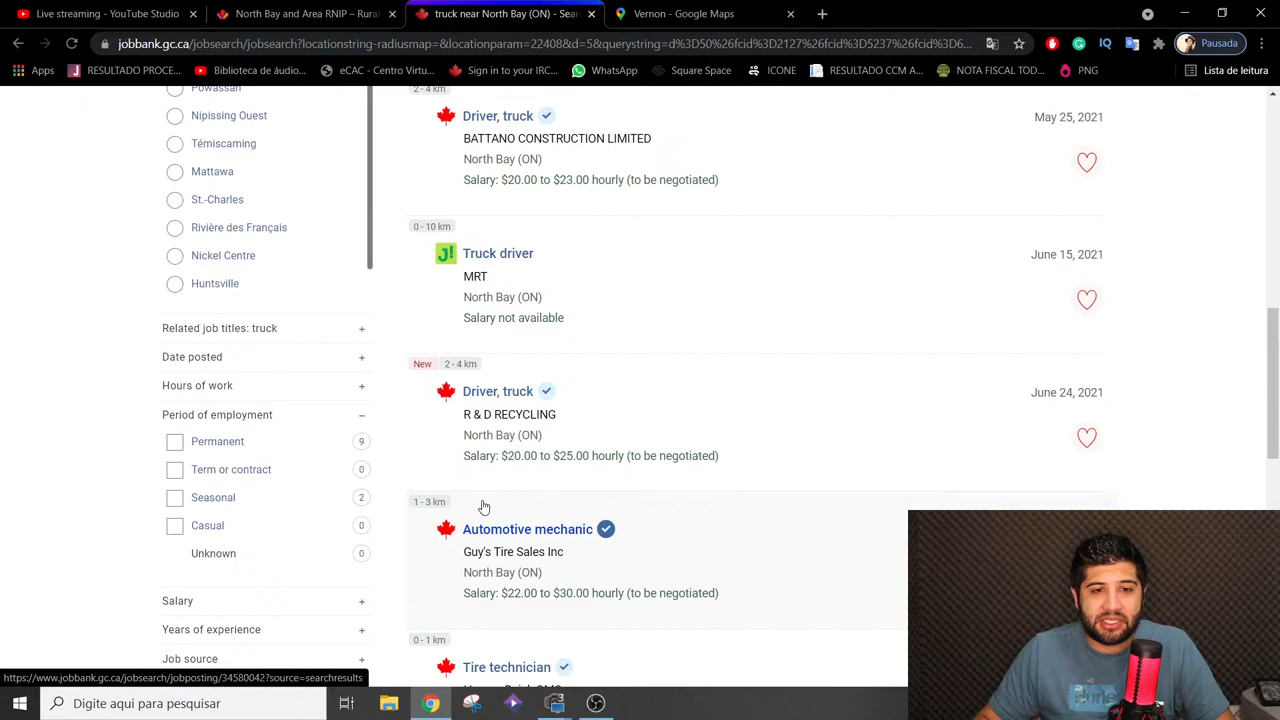 Live streaming - YouTube Studio
North Bay and Area RNIP – Rural
truck near North Bay (ON) - Sear
Vernon - Google Maps
jobbank.gc.ca/jobsearch/jobsearch?locationstring-radiusmap=&locationparam=22408&d=5&querystring=d%3D50%26fcid%3D2127%26fcid%3D5237%26fcid%3D6...
Pausada
Apps
RESULTADO PROCE...
Biblioteca de áudio...
eCAC - Centro Virtu...
Sign in to your IRC...
WhatsApp
Square Space
ICONE
RESULTADO CCM A...
NOTA FISCAL TOD...
PNG
Lista de leitura
Powassan
Nipissing Ouest
Témiscaming
Mattawa
St.-Charles
Rivière des Français
Nickel Centre
Huntsville
Related job titles: truck +
Date posted +
Hours of work +
Period of employment –
Permanent 9
Term or contract 0
Seasonal 2
Casual 0
Unknown 0
Salary +
Years of experience +
Job source +
2 - 4 km
Driver, truck
May 25, 2021
BATTANO CONSTRUCTION LIMITED
North Bay (ON)
Salary: $20.00 to $23.00 hourly (to be negotiated)
0 - 10 km
J! Truck driver
June 15, 2021
MRT
North Bay (ON)
Salary not available
New 2 - 4 km
Driver, truck
June 24, 2021
R & D RECYCLING
North Bay (ON)
Salary: $20.00 to $25.00 hourly (to be negotiated)
1 - 3 km
Automotive mechanic
Guy's Tire Sales Inc
North Bay (ON)
Salary: $22.00 to $30.00 hourly (to be negotiated)
0 - 1 km
Tire technician
https://www.jobbank.gc.ca/jobsearch/jobposting/34580042?source=searchresults
Digite aqui para pesquisar